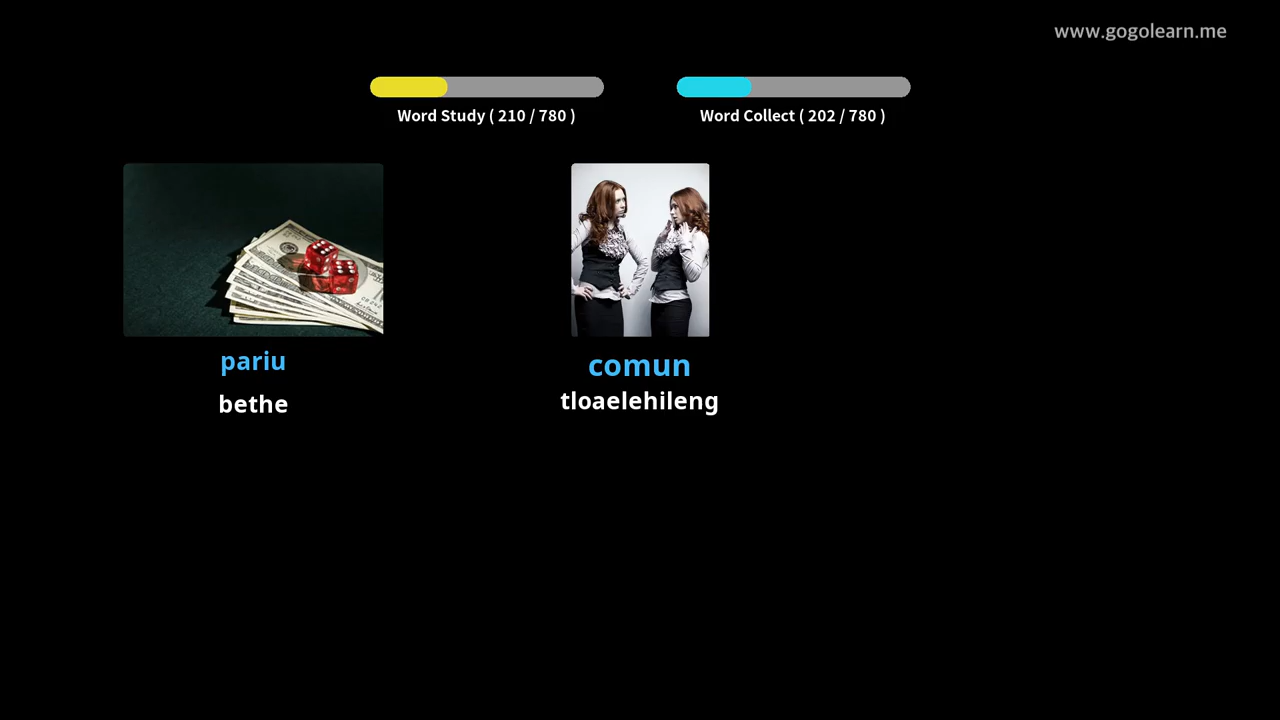 www.gogolearn.me
Word Study ( 210 / 780 )
Word Collect ( 202 / 780 )
pariu
bethe
comun
tloaelehileng